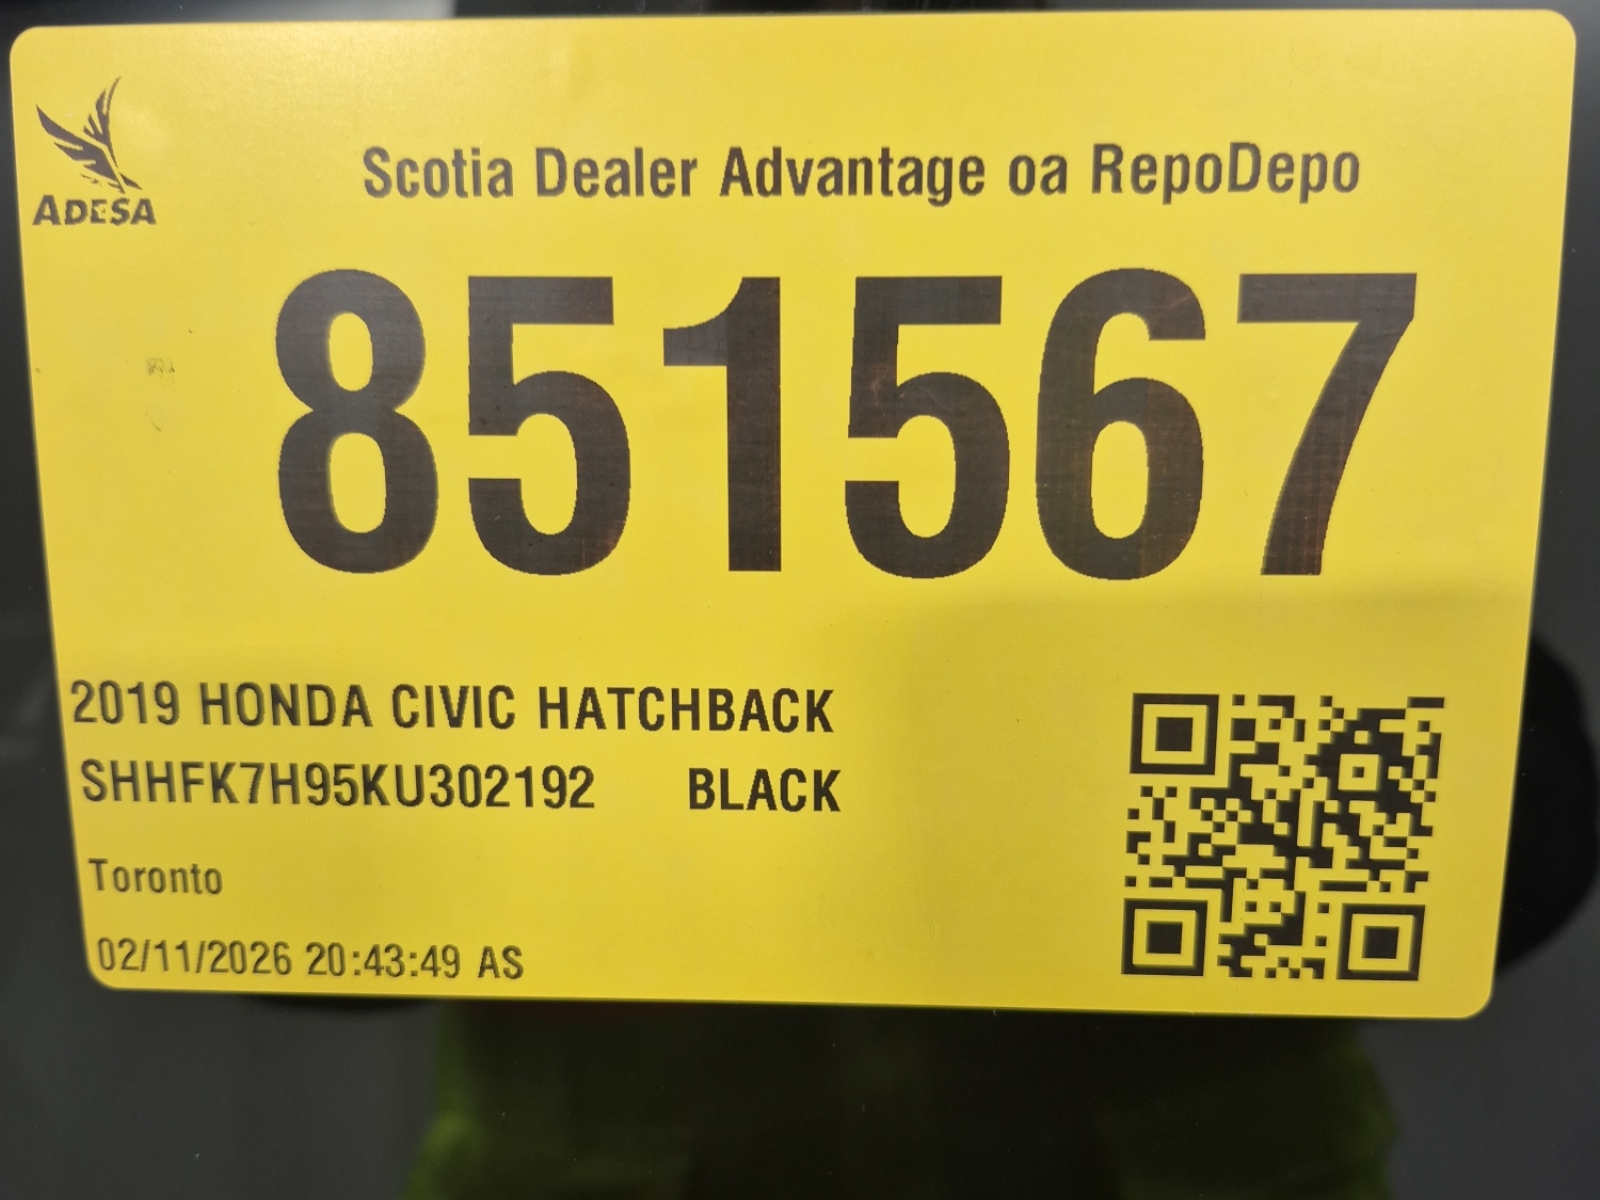 ADESA
Scotia Dealer Advantage oa RepoDepo
851567
2019 HONDA CIVIC HATCHBACK
SHHFK7H95KU302192 BLACK
Toronto
02/11/2026 20:43:49 AS